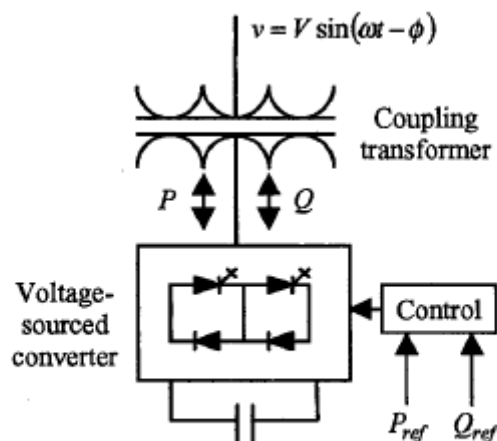 v = V sin(ωt − ϕ)
Coupling
transformer
P
Q
Voltage-
sourced
converter
Control
P_ref
Q_ref